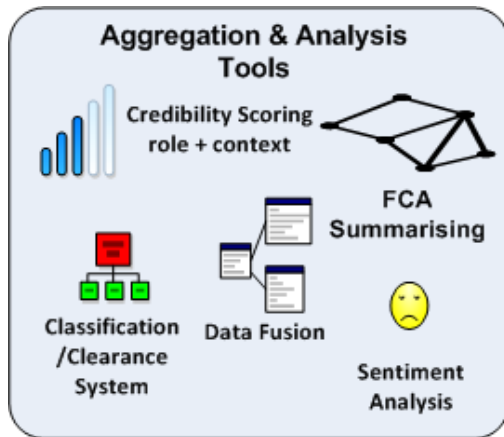 Aggregation & Analysis
Tools
Credibility Scoring
role + context
FCA
Summarising
Classification
/Clearance
System
Data Fusion
Sentiment
Analysis